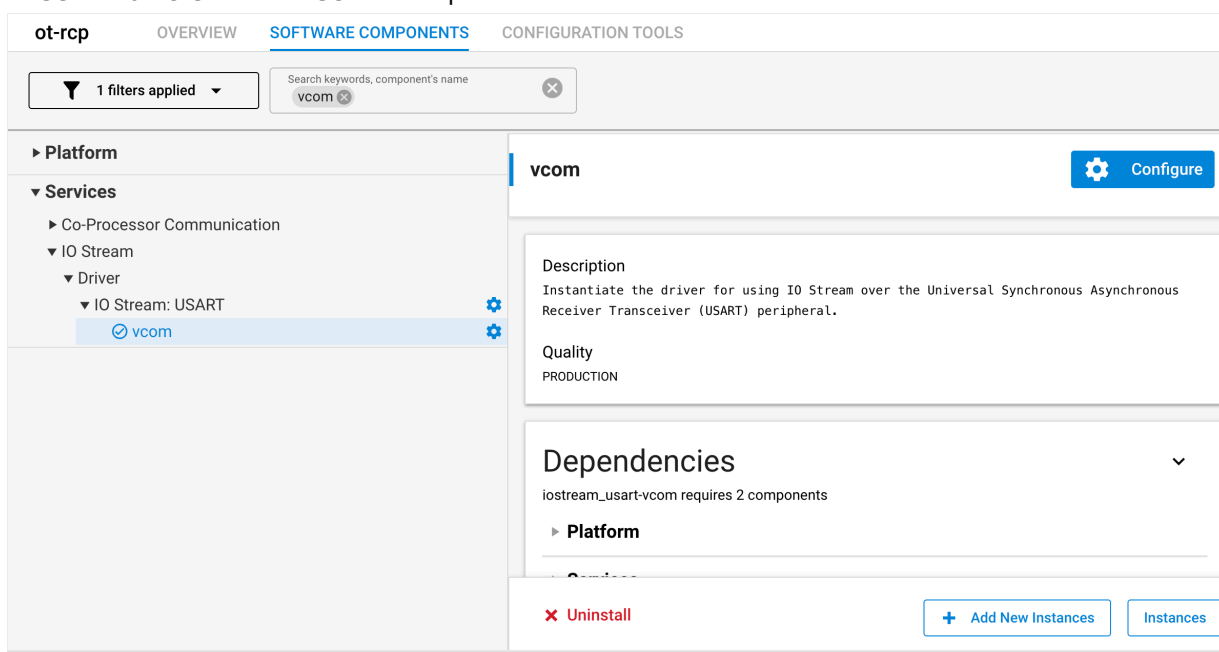 ot-rcp OVERVIEW SOFTWARE COMPONENTS CONFIGURATION TOOLS
1 filters applied
Search keywords, component's name
vcom
Platform
Services
Co-Processor Communication
IO Stream
Driver
IO Stream: USART
vcom
vcom
Configure
Description
Instantiate the driver for using IO Stream over the Universal Synchronous Asynchronous
Receiver Transceiver (USART) peripheral.
Quality
PRODUCTION
Dependencies
iostream_usart-vcom requires 2 components
Platform
Uninstall
Add New Instances
Instances